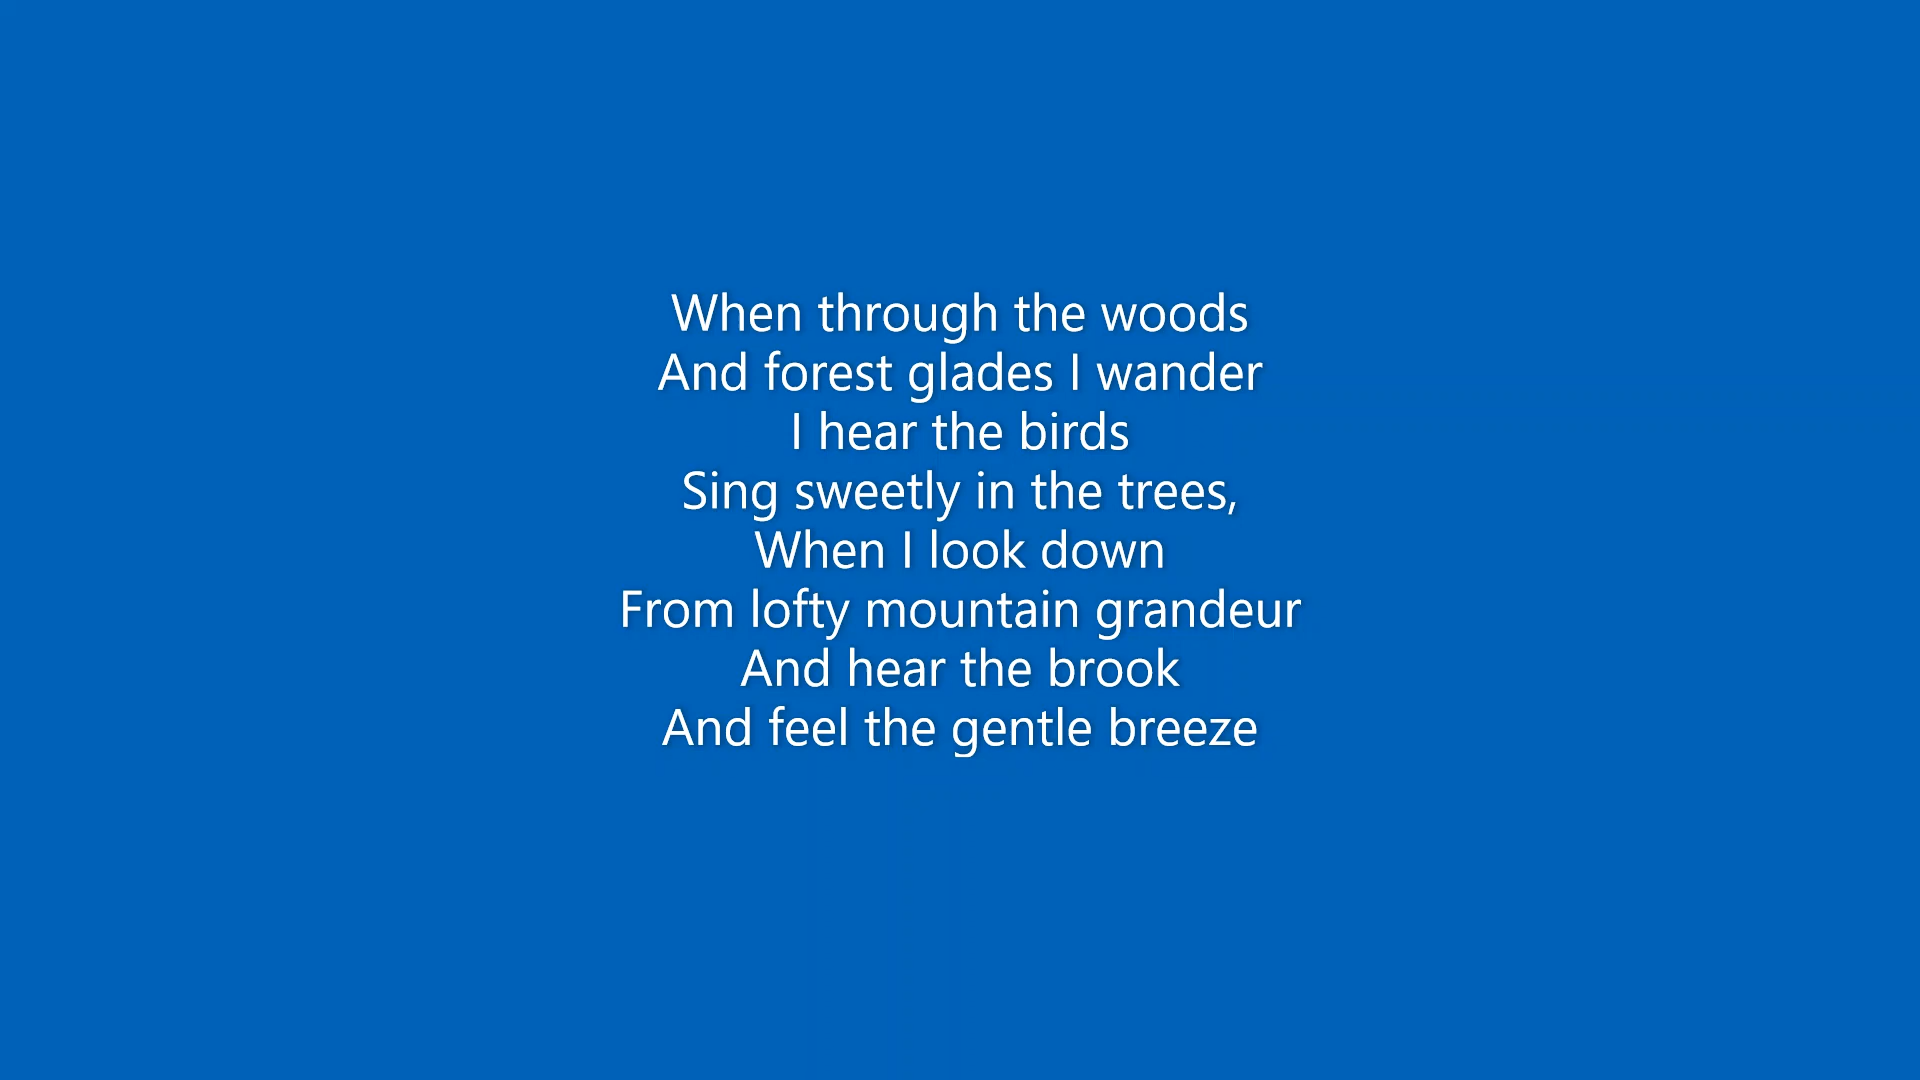 When through the woods
And forest glades I wander
I hear the birds
Sing sweetly in the trees,
When I look down
From lofty mountain grandeur
And hear the brook
And feel the gentle breeze